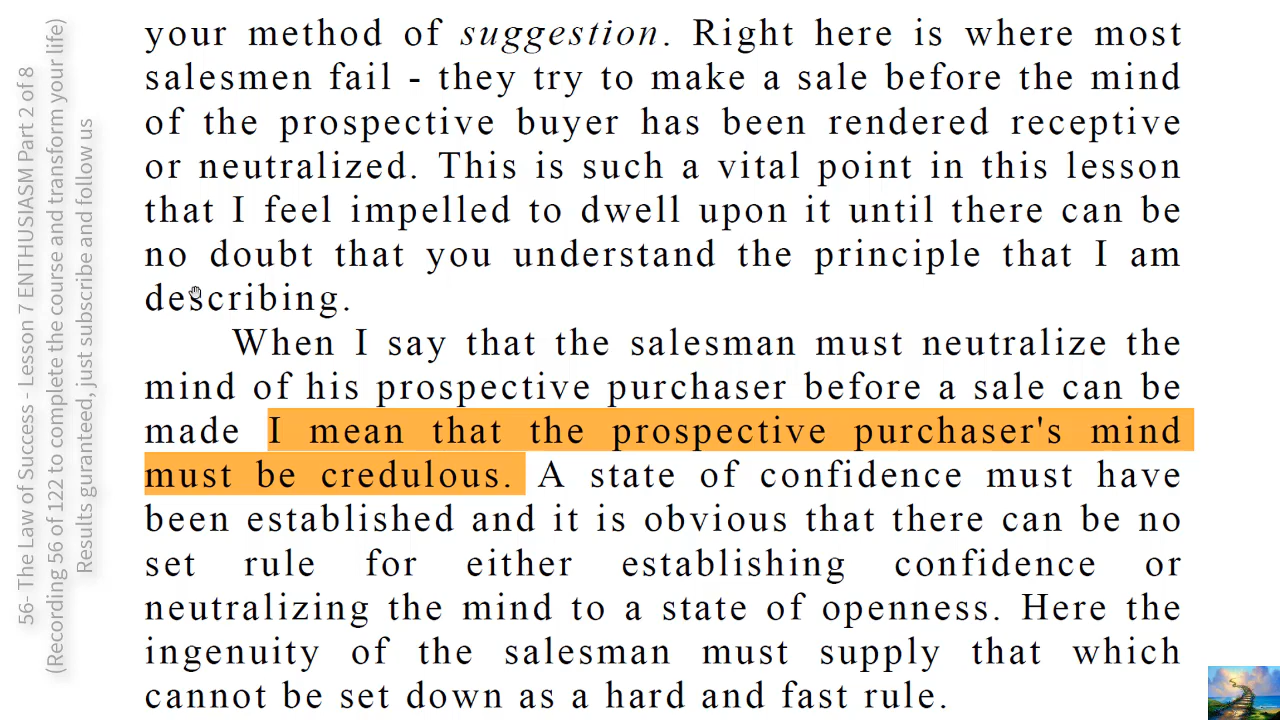 your method of suggestion. Right here is where most
salesmen fail - they try to make a sale before the mind
of the prospective buyer has been rendered receptive
or neutralized. This is such a vital point in this lesson
that I feel impelled to dwell upon it until there can be
no doubt that you understand the principle that I am
describing.
When I say that the salesman must neutralize the
mind of his prospective purchaser before a sale can be
made I mean that the prospective purchaser's mind
must be credulous. A state of confidence must have
been established and it is obvious that there can be no
set rule for either establishing confidence or
neutralizing the mind to a state of openness. Here the
ingenuity of the salesman must supply that which
cannot be set down as a hard and fast rule.
56- The Law of Success - Lesson 7 ENTHUSIASM Part 2 of 8
(Recording 56 of 122 to complete the course and transform your life)
Results guranteed, just subscribe and follow us